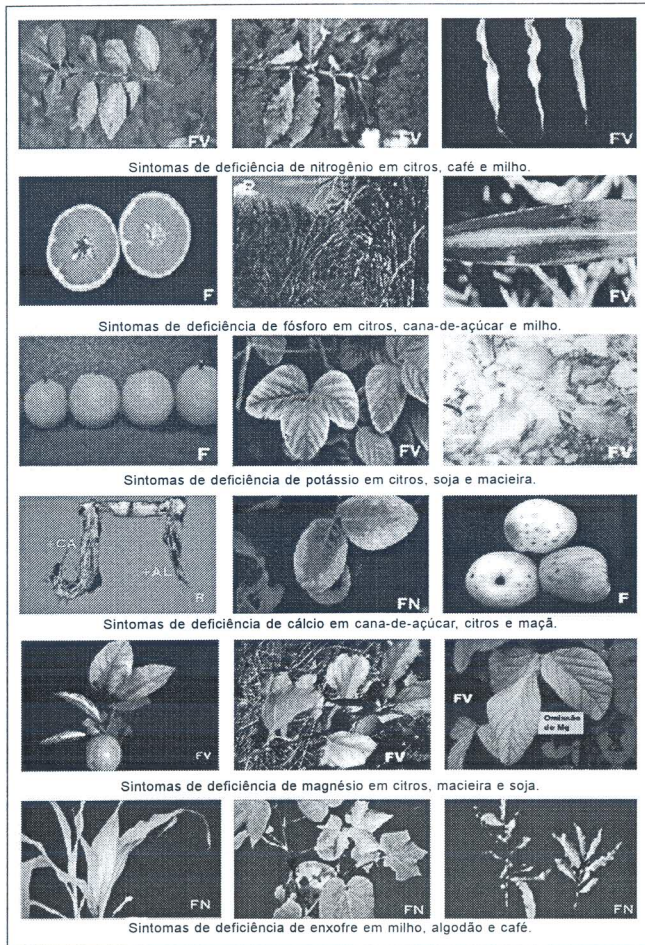 FV FV FV
Sintomas de deficiência de nitrogênio em citros, café e milho.
F R FV
Sintomas de deficiência de fósforo em citros, cana-de-açúcar e milho.
F FV FV
Sintomas de deficiência de potássio em citros, soja e macieira.
+CA +AL R FN F
Sintomas de deficiência de cálcio em cana-de-açúcar, citros e maçã.
FV FV FV
Omissão
de Mg
Sintomas de deficiência de magnésio em citros, macieira e soja.
FN FN FN
Sintomas de deficiência de enxofre em milho, algodão e café.